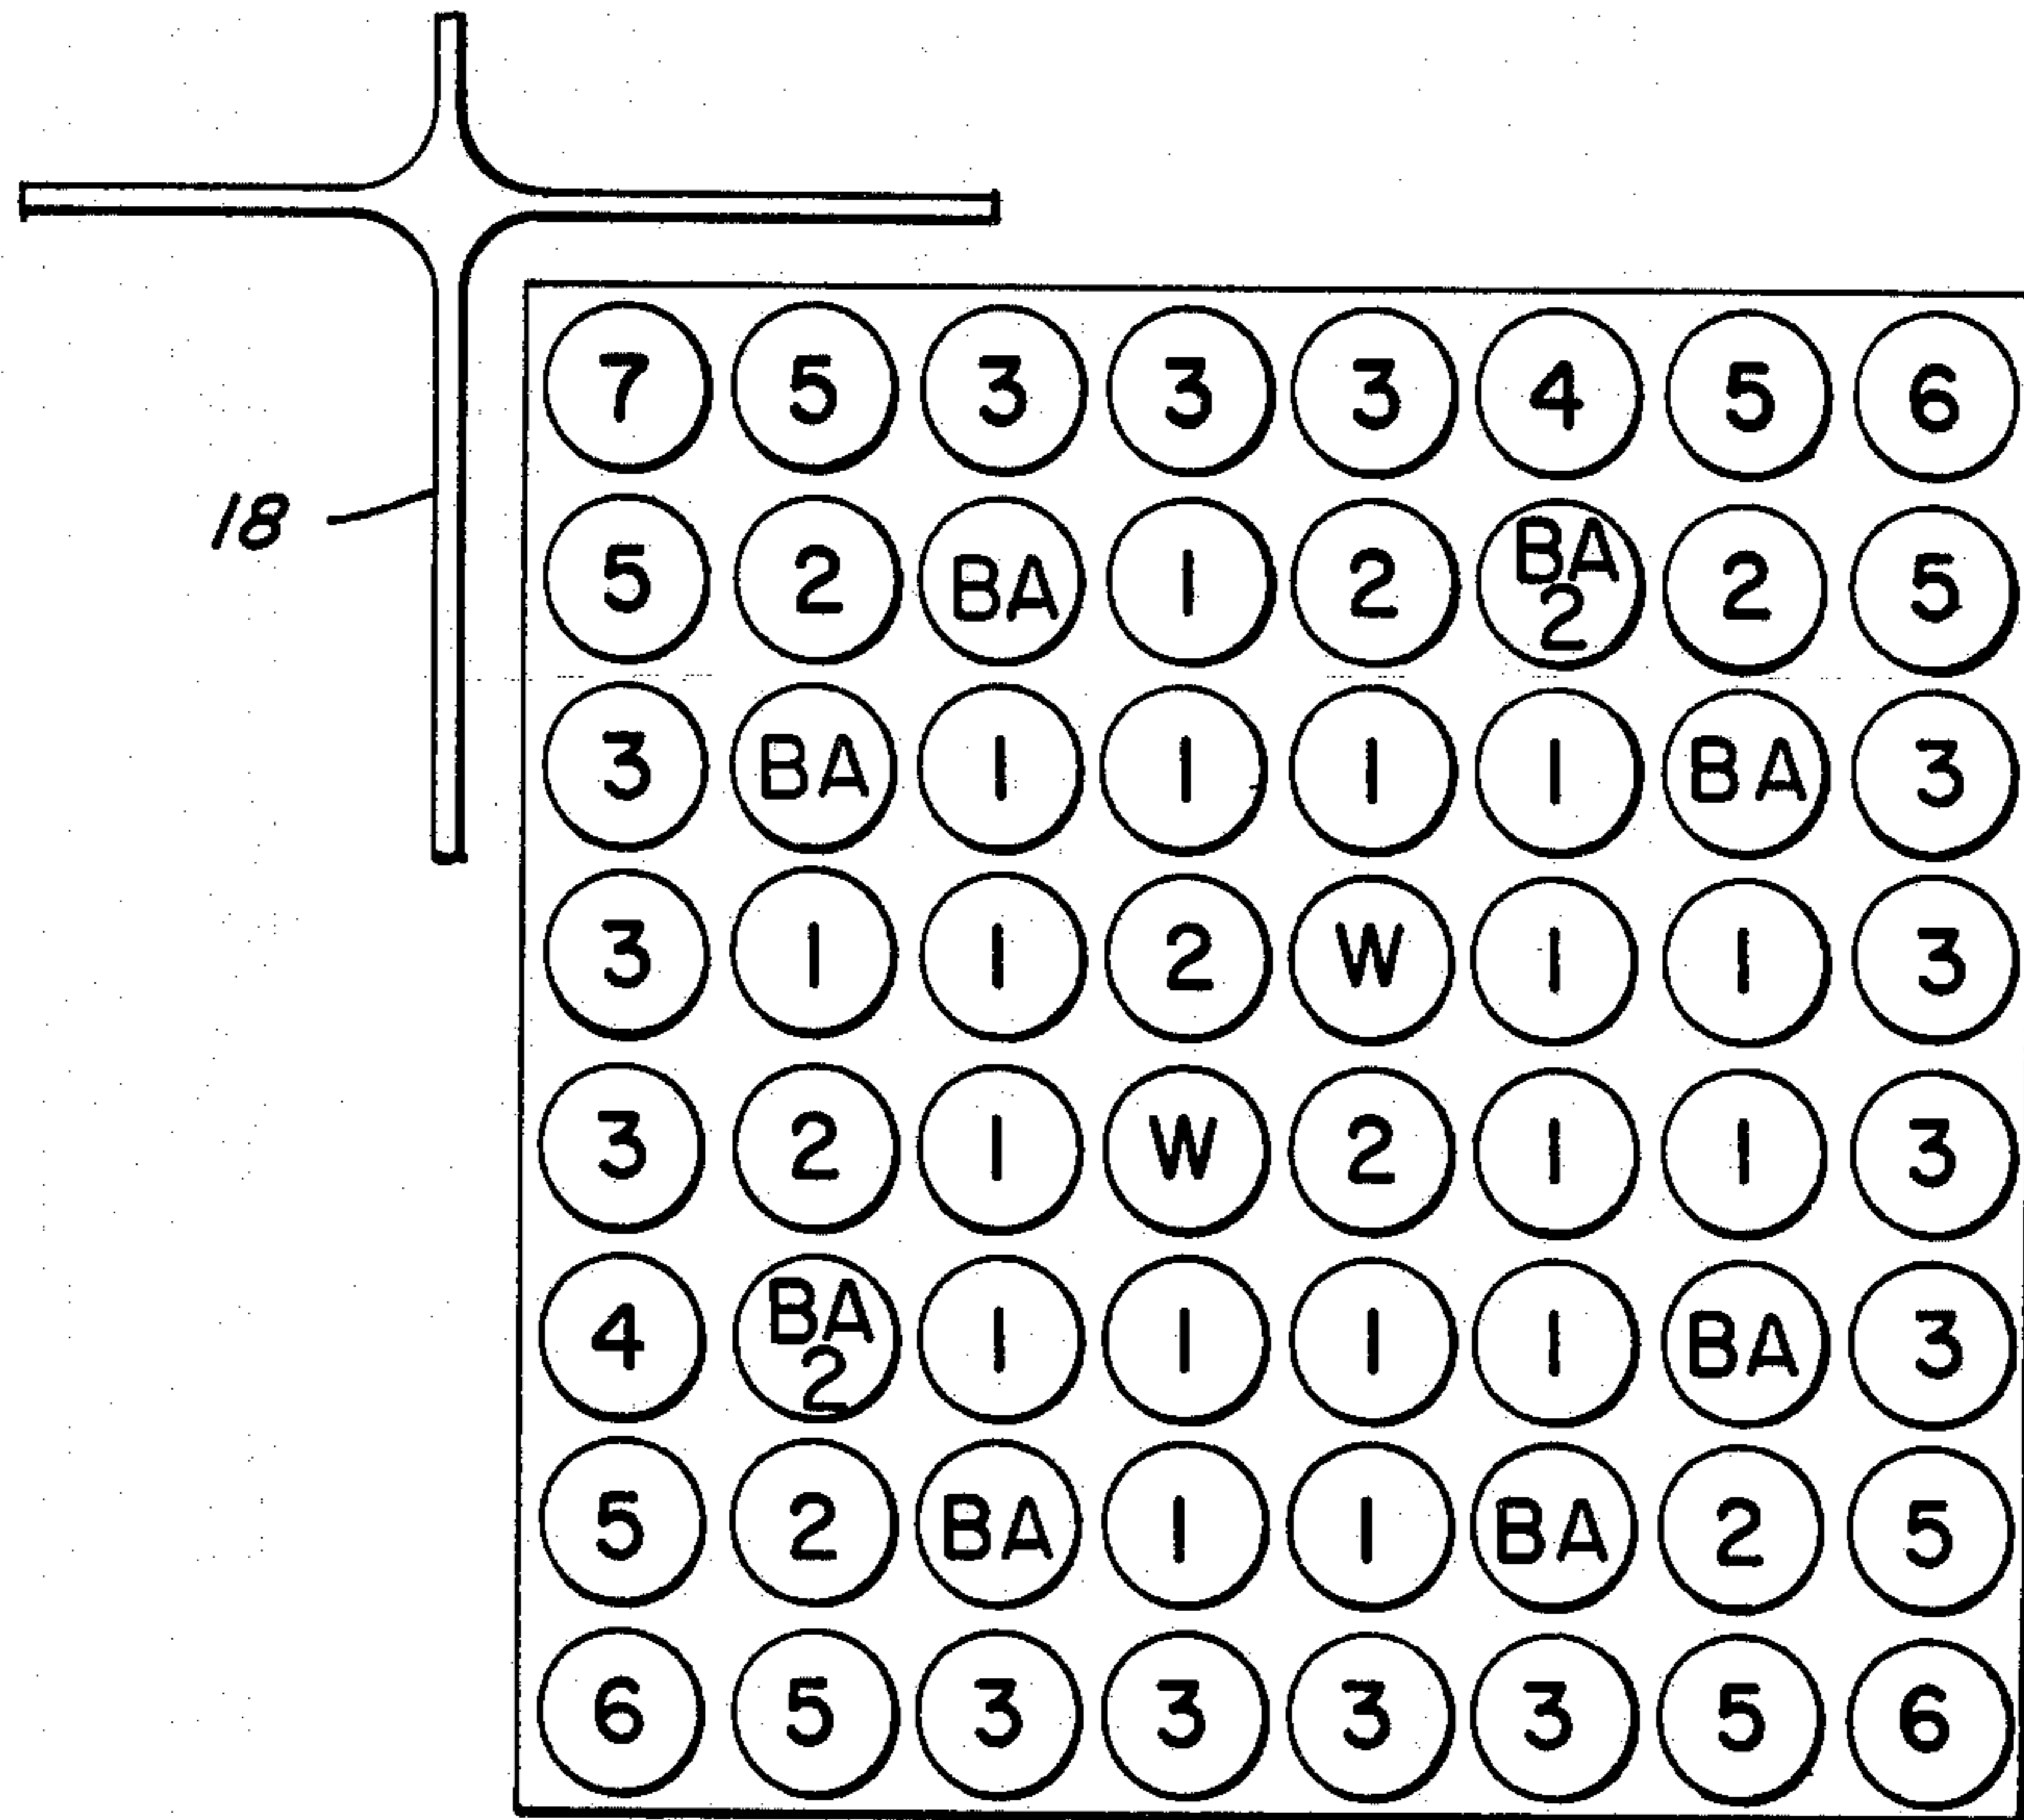 7 5 3 3 3 4 5 6
18
5 2 BA 1 2 BA 2 2 5
3 BA 1 1 1 1 BA 3
3 1 1 2 W 1 1 3
3 2 1 W 2 1 1 3
4 BA 2 1 1 1 1 BA 3
5 2 BA 1 1 BA 2 5
6 5 3 3 3 3 5 6